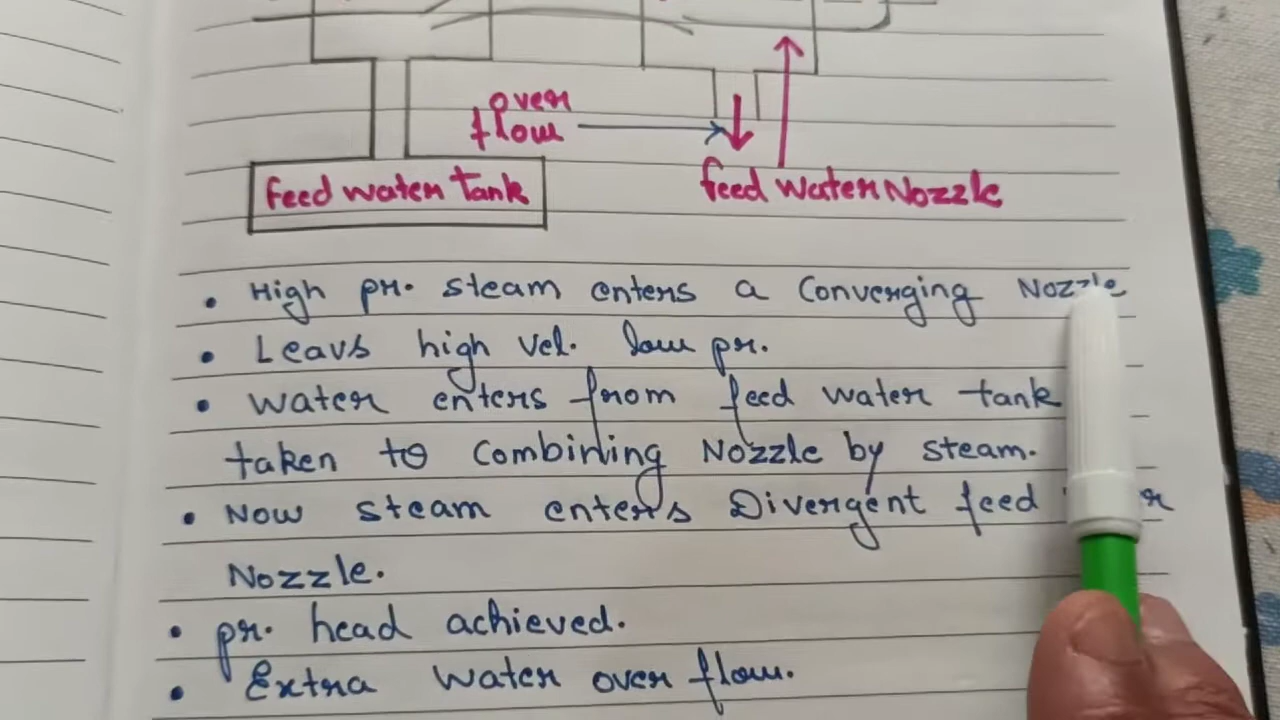 over
flow
feed water tank
feed water Nozzle
• High pr. steam enters a Converging Nozzle
• Leavs high vel. low pr.
• Water enters from feed water tank
taken to Combinling Nozzle by steam.
• Now steam enters Divergent feed
Nozzle.
• pr. head achieved.
• Extra water over flow.